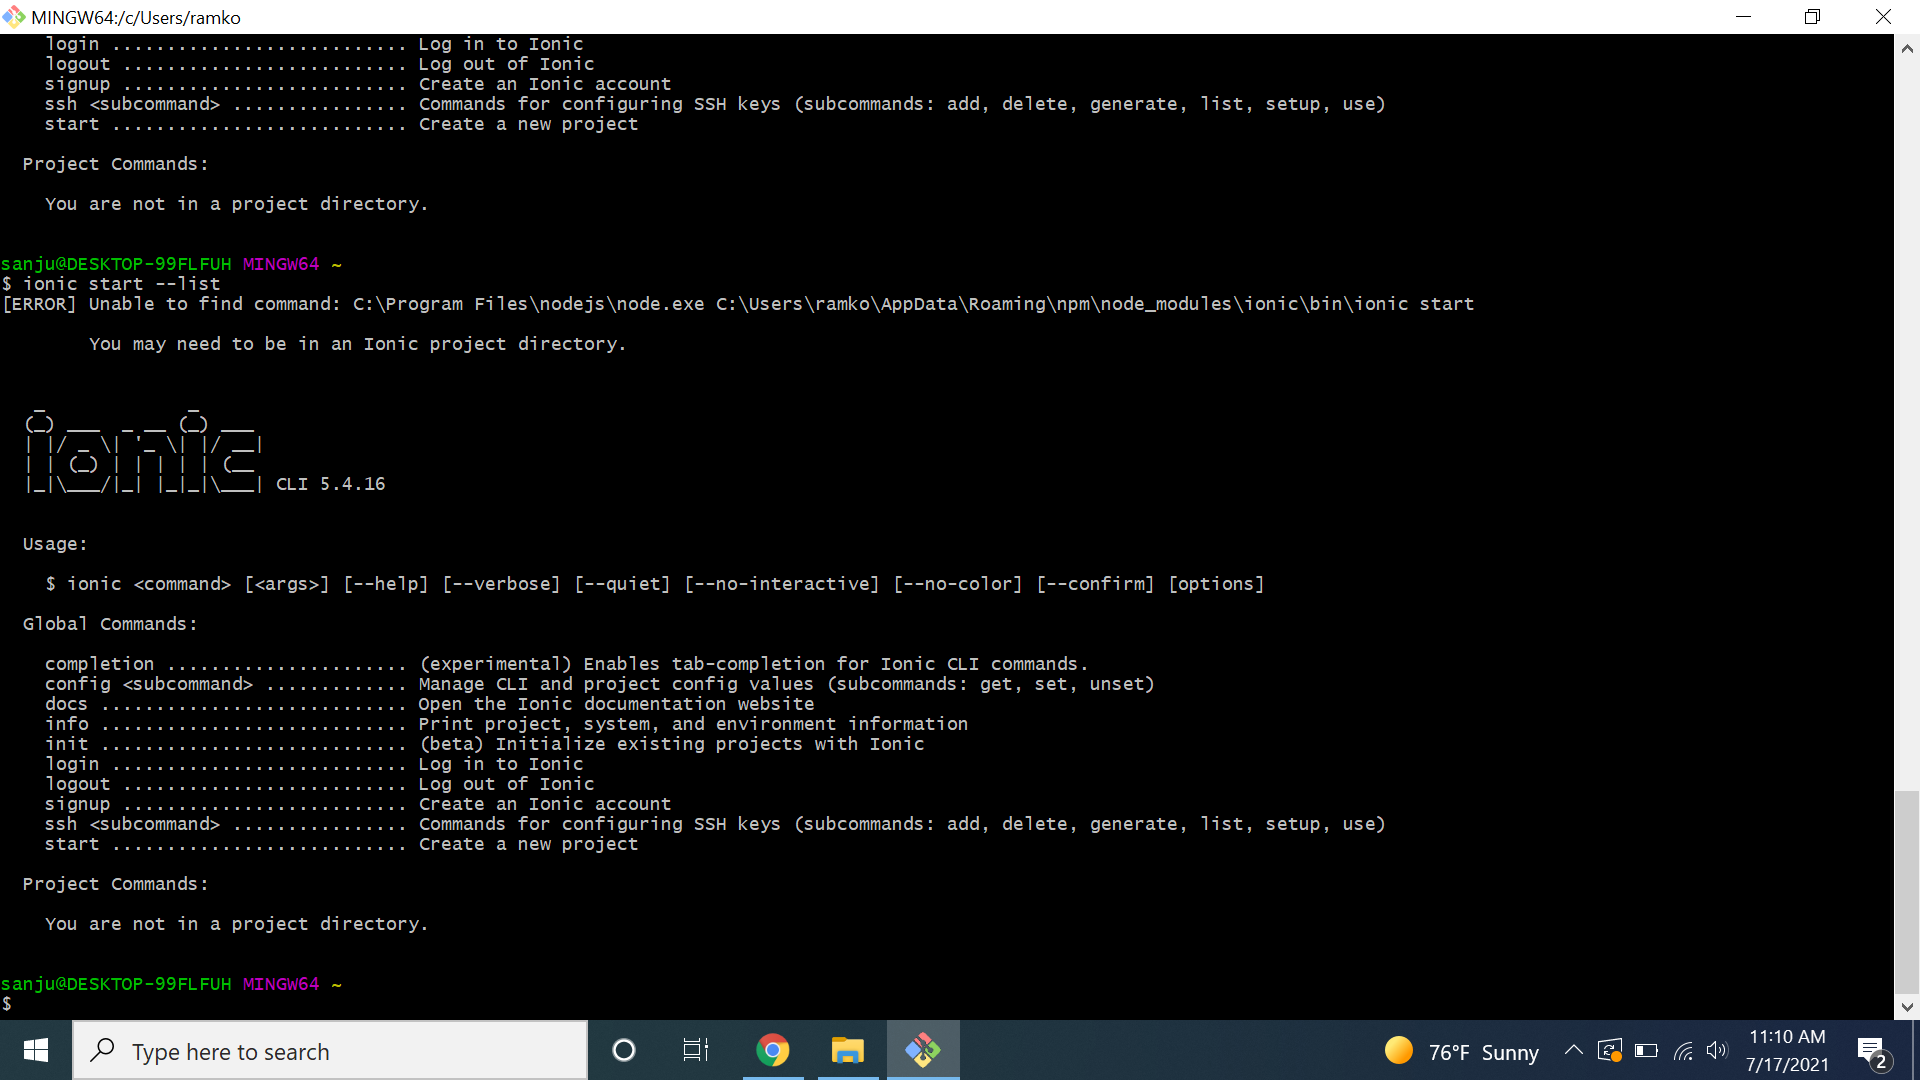 MINGW64:/c/Users/ramko
login ........................... Log in to Ionic
logout .......................... Log out of Ionic
signup .......................... Create an Ionic account
ssh <subcommand> ................ Commands for configuring SSH keys (subcommands: add, delete, generate, list, setup, use)
start ........................... Create a new project
Project Commands:
You are not in a project directory.
sanju@DESKTOP-99FLFUH MINGW64 ~
$ ionic start --list
[ERROR] Unable to find command: C:\Program Files\nodejs\node.exe C:\Users\ramko\AppData\Roaming\npm\node_modules\ionic\bin\ionic start
You may need to be in an Ionic project directory.
ionic CLI 5.4.16
Usage:
$ ionic <command> [<args>] [--help] [--verbose] [--quiet] [--no-interactive] [--no-color] [--confirm] [options]
Global Commands:
completion ...................... (experimental) Enables tab-completion for Ionic CLI commands.
config <subcommand> ............. Manage CLI and project config values (subcommands: get, set, unset)
docs ............................ Open the Ionic documentation website
info ............................ Print project, system, and environment information
init ............................ (beta) Initialize existing projects with Ionic
login ........................... Log in to Ionic
logout .......................... Log out of Ionic
signup .......................... Create an Ionic account
ssh <subcommand> ................ Commands for configuring SSH keys (subcommands: add, delete, generate, list, setup, use)
start ........................... Create a new project
Project Commands:
You are not in a project directory.
sanju@DESKTOP-99FLFUH MINGW64 ~
$
Type here to search
76°F Sunny
11:10 AM
7/17/2021
2